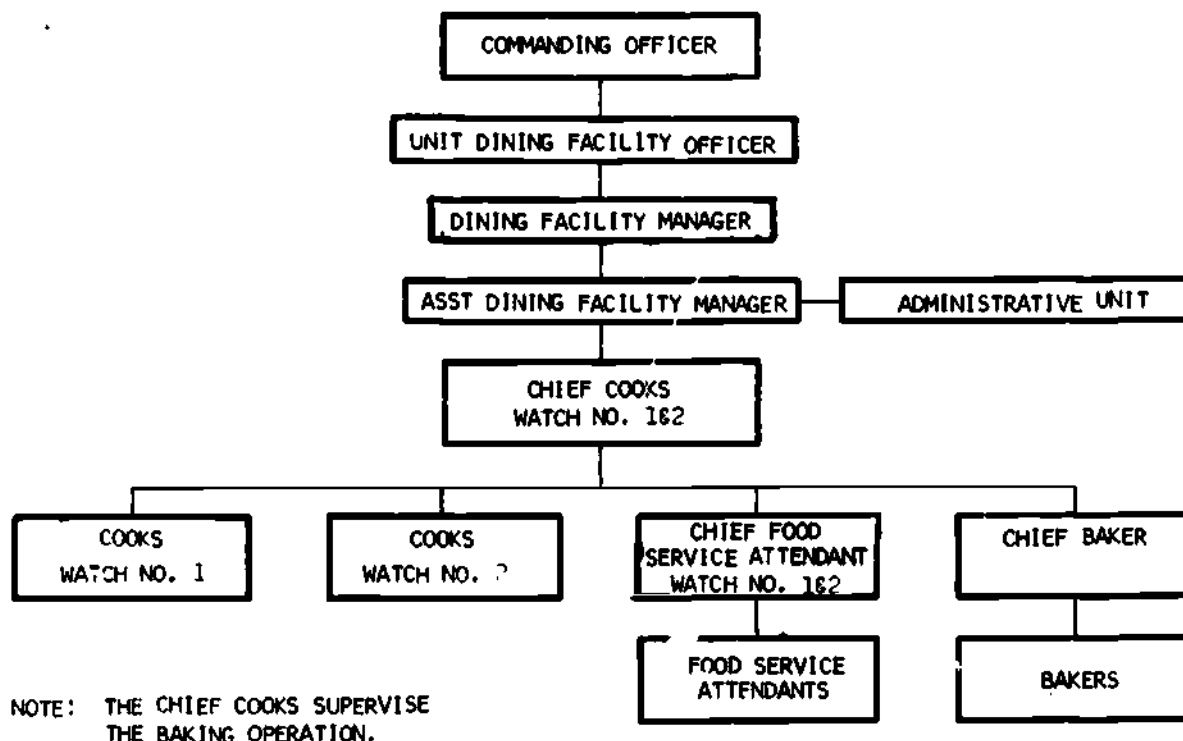 COMMANDING OFFICER
UNIT DINING FACILITY OFFICER
DINING FACILITY MANAGER
ASST DINING FACILITY MANAGER
ADMINISTRATIVE UNIT
CHIEF COOKS
WATCH NO. 1&2
COOKS
WATCH NO. 1
COOKS
WATCH NO.
CHIEF FOOD
SERVICE ATTENDANT
WATCH NO. 1&2
CHIEF BAKER
FOOD SERVICE
ATTENDANTS
BAKERS
NOTE: THE CHIEF COOKS SUPERVISE
THE BAKING OPERATION.